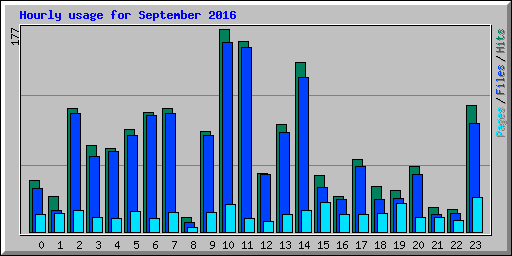 Hourly usage for September 2016
177
Pages/Files/Hits
0 1 2 3 4 5 6 7 8 9 10 11 12 13 14 15 16 17 18 19 20 21 22 23